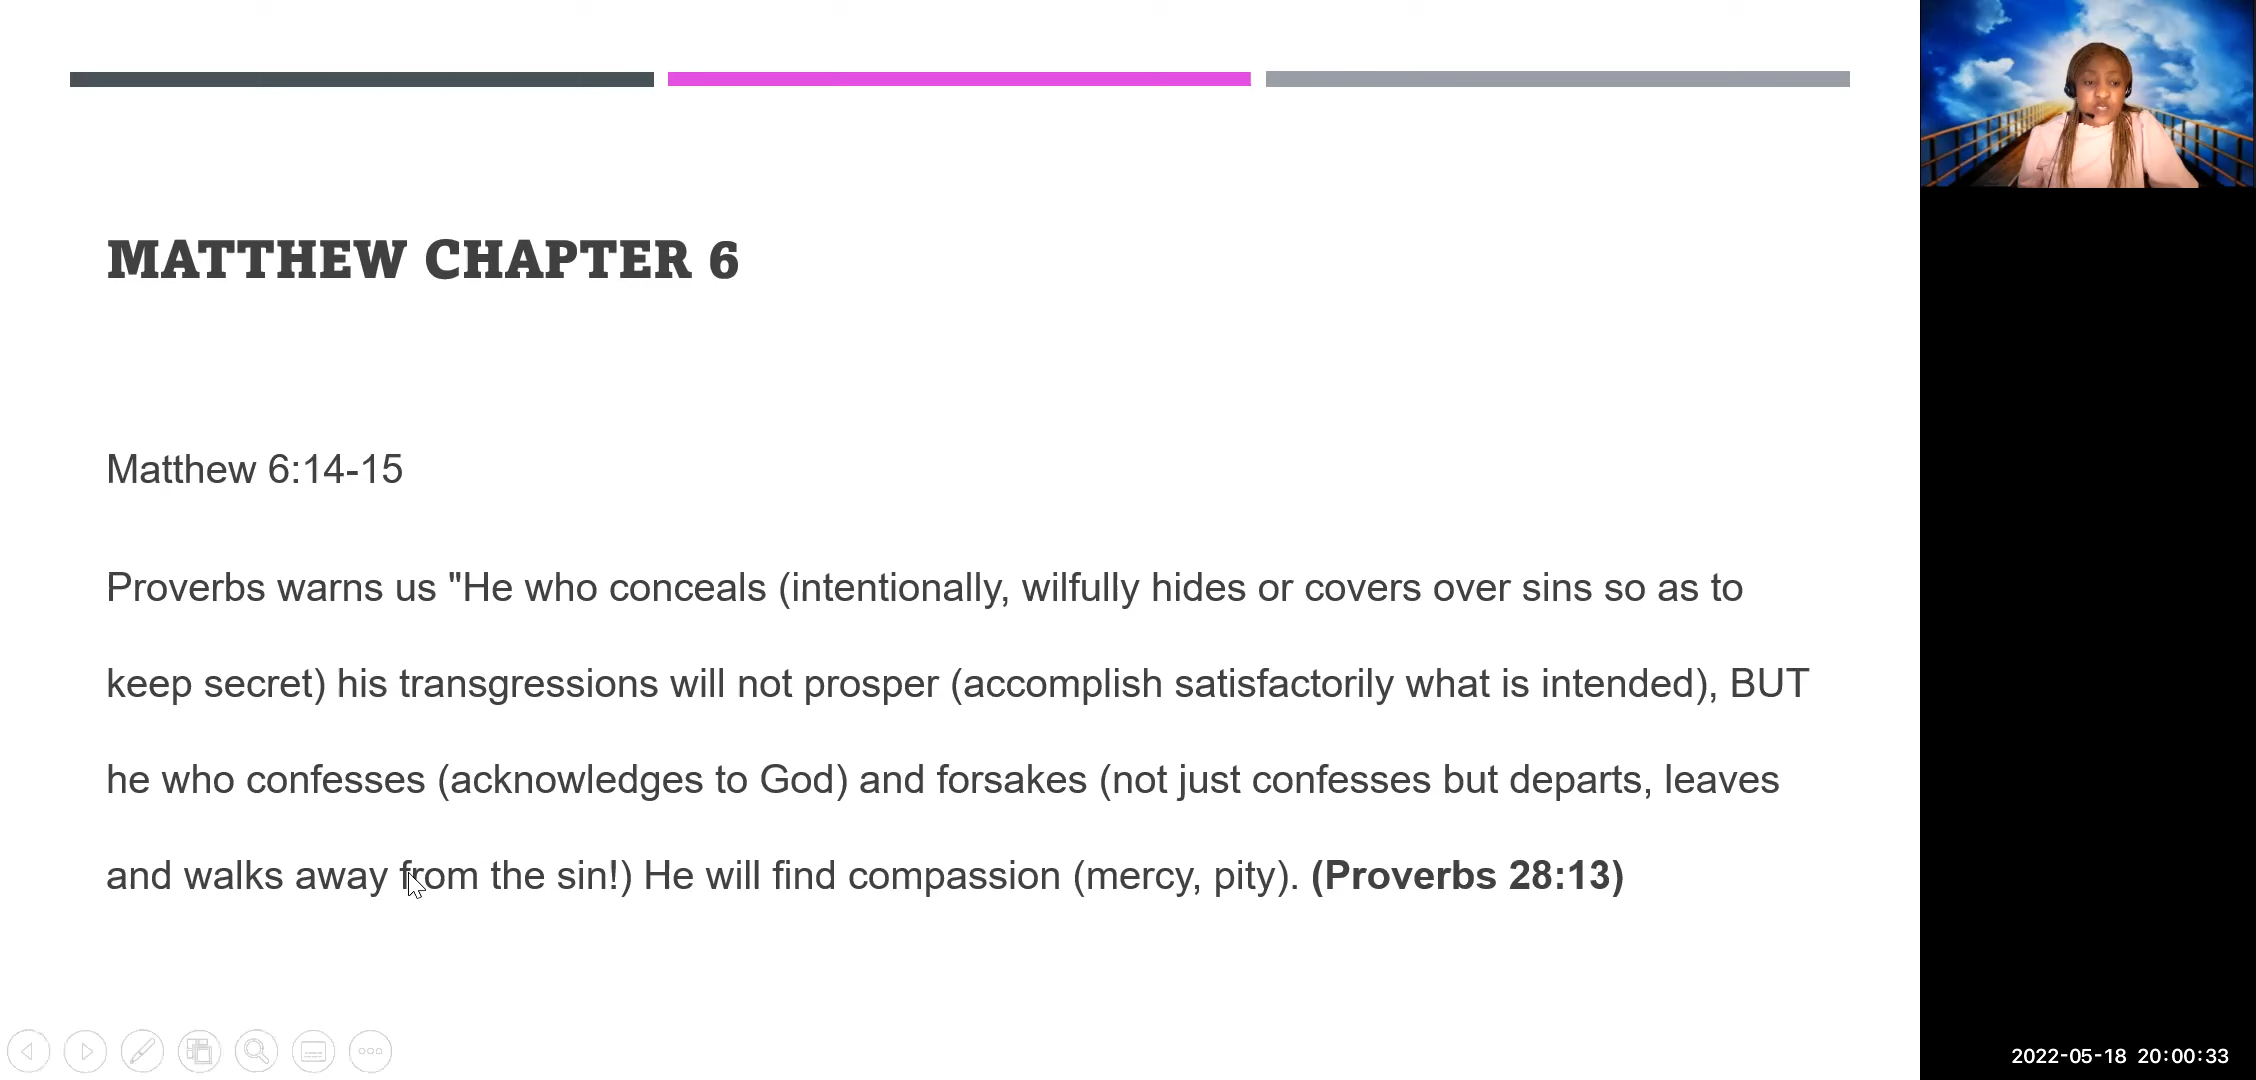 MATTHEW CHAPTER 6
Matthew 6:14-15
Proverbs warns us "He who conceals (intentionally, wilfully hides or covers over sins so as to
keep secret) his transgressions will not prosper (accomplish satisfactorily what is intended), BUT
he who confesses (acknowledges to God) and forsakes (not just confesses but departs, leaves
and walks away from the sin!) He will find compassion (mercy, pity). (Proverbs 28:13)
2022-05-18 20:00:33